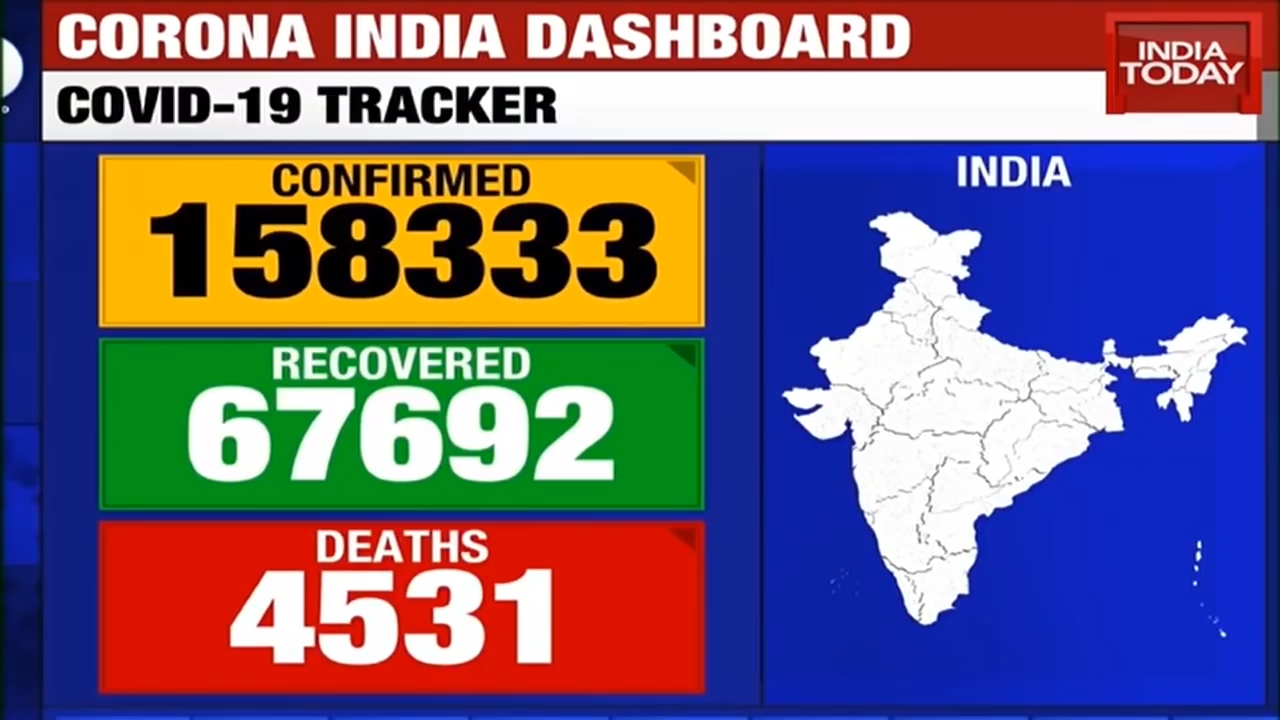 CORONA INDIA DASHBOARD
INDIA
TODAY
COVID-19 TRACKER
CONFIRMED
158333
RECOVERED
67692
DEATHS
4531
INDIA